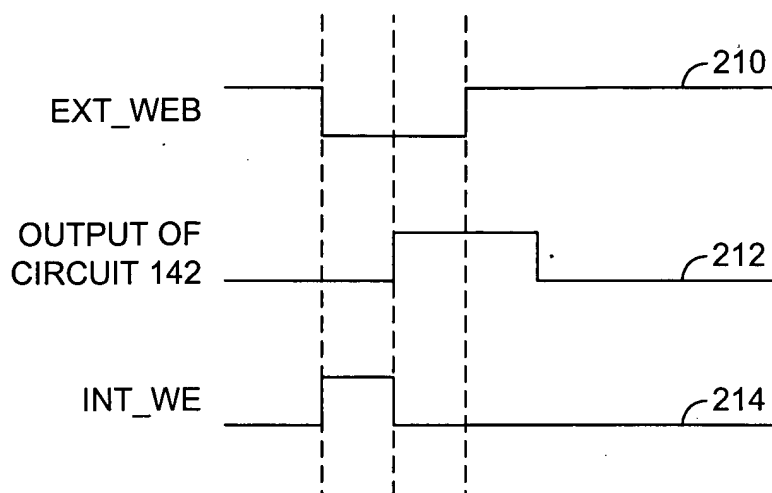 EXT_WEB
210
OUTPUT OF
CIRCUIT 142
212
INT_WE
214